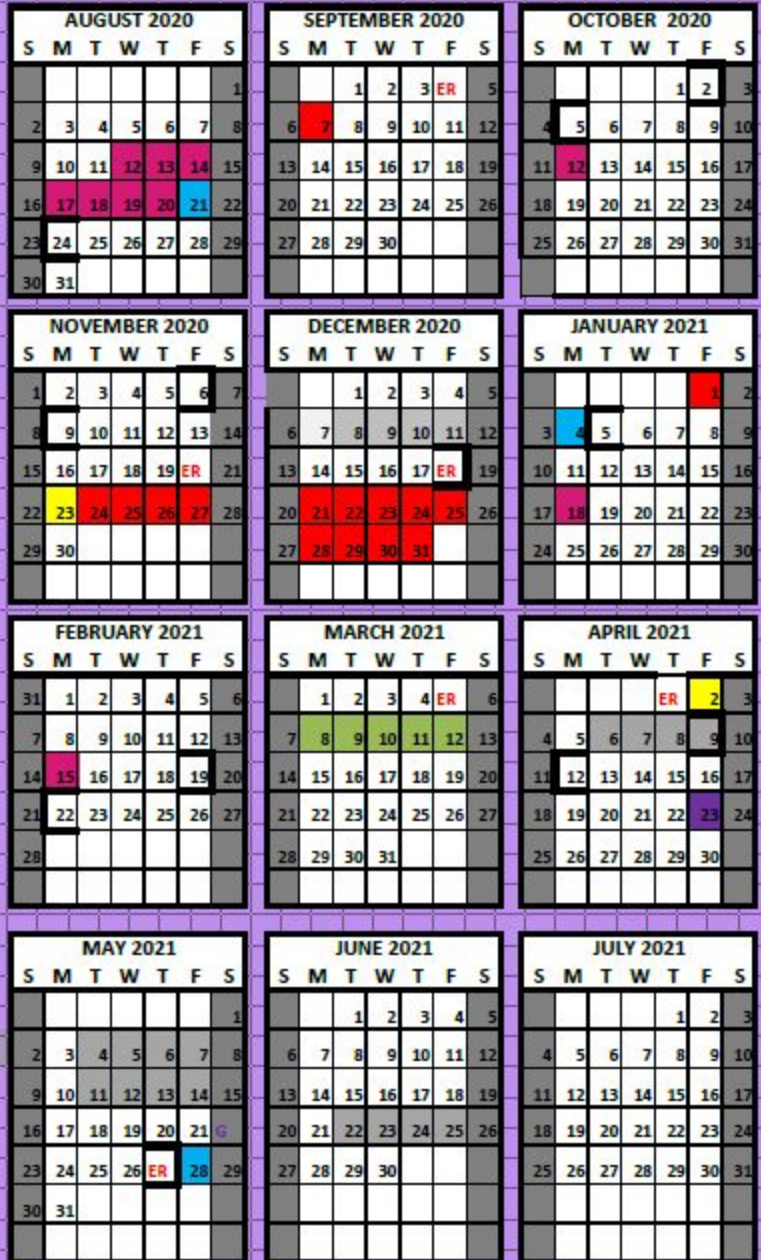 AUGUST 2020
S M T W T F S
1
2 3 4 5 6 7 8
9 10 11 12 13 14 15
16 17 18 19 20 21 22
23 24 25 26 27 28 29
30 31
SEPTEMBER 2020
S M T W T F S
1 2 3 ER 5
6 7 8 9 10 11 12
13 14 15 16 17 18 19
20 21 22 23 24 25 26
27 28 29 30
OCTOBER 2020
S M T W T F S
1 2 3
4 5 6 7 8 9 10
11 12 13 14 15 16 17
18 19 20 21 22 23 24
25 26 27 28 29 30 31
NOVEMBER 2020
S M T W T F S
1 2 3 4 5 6 7
8 9 10 11 12 13 14
15 16 17 18 19 ER 21
22 23 24 25 26 27 28
29 30
DECEMBER 2020
S M T W T F S
1 2 3 4 5
6 7 8 9 10 11 12
13 14 15 16 17 ER 19
20 21 22 23 24 25 26
27 28 29 30 31
JANUARY 2021
S M T W T F S
1 2
3 4 5 6 7 8 9
10 11 12 13 14 15 16
17 18 19 20 21 22 23
24 25 26 27 28 29 30
FEBRUARY 2021
S M T W T F S
31 1 2 3 4 5 6
7 8 9 10 11 12 13
14 15 16 17 18 19 20
21 22 23 24 25 26 27
28
MARCH 2021
S M T W T F S
1 2 3 4 ER 6
7 8 9 10 11 12 13
14 15 16 17 18 19 20
21 22 23 24 25 26 27
28 29 30 31
APRIL 2021
S M T W T F S
ER 2 3
4 5 6 7 8 9 10
11 12 13 14 15 16 17
18 19 20 21 22 23 24
25 26 27 28 29 30
MAY 2021
S M T W T F S
1
2 3 4 5 6 7 8
9 10 11 12 13 14 15
16 17 18 19 20 21 G
23 24 25 26 ER 28 29
30 31
JUNE 2021
S M T W T F S
1 2 3 4 5
6 7 8 9 10 11 12
13 14 15 16 17 18 19
20 21 22 23 24 25 26
27 28 29 30
JULY 2021
S M T W T F S
1 2 3
4 5 6 7 8 9 10
11 12 13 14 15 16 17
18 19 20 21 22 23 24
25 26 27 28 29 30 31